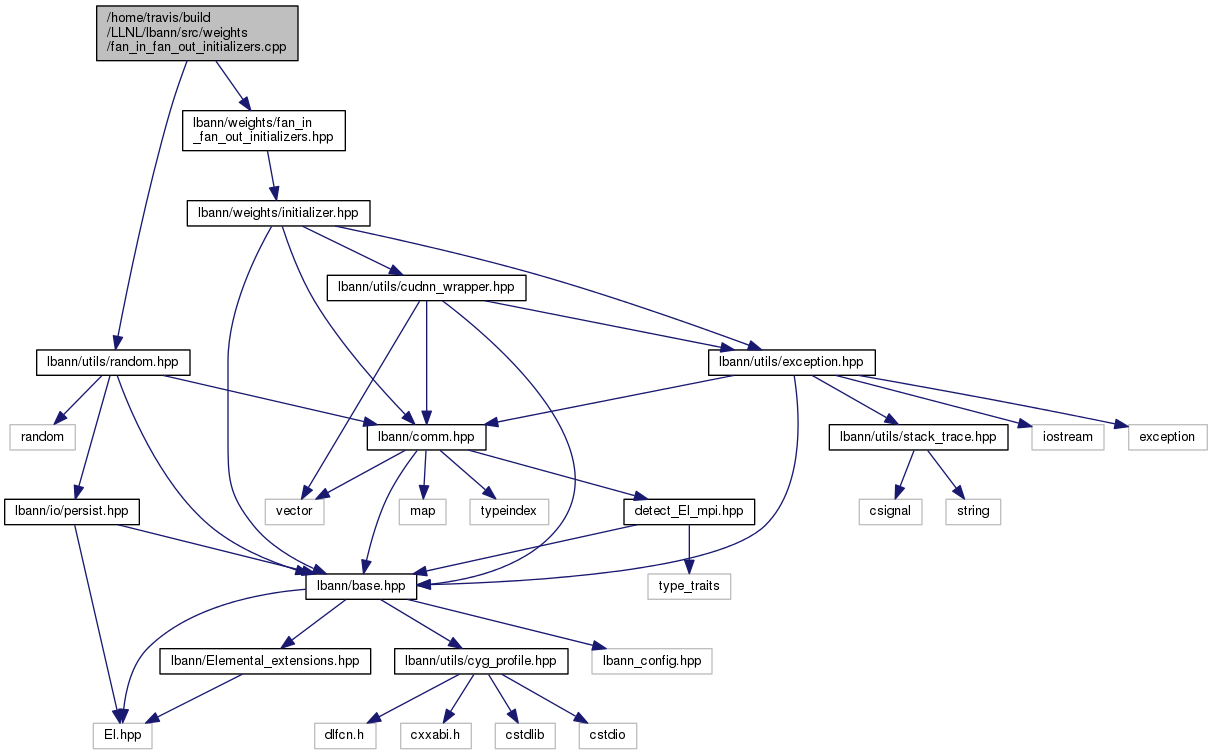 /home/travis/build
/LLNL/lbann/src/weights
/fan_in_fan_out_initializers.cpp
lbann/weights/fan_in
_fan_out_initializers.hpp
lbann/weights/initializer.hpp
lbann/utils/cudnn_wrapper.hpp
lbann/utils/random.hpp
lbann/utils/exception.hpp
random
lbann/comm.hpp
lbann/utils/stack_trace.hpp
iostream
exception
lbann/io/persist.hpp
vector
map
typeindex
detect_El_mpi.hpp
csignal
string
lbann/base.hpp
type_traits
lbann/Elemental_extensions.hpp
lbann/utils/cyg_profile.hpp
lbann_config.hpp
El.hpp
dlfcn.h
cxxabi.h
cstdlib
cstdio